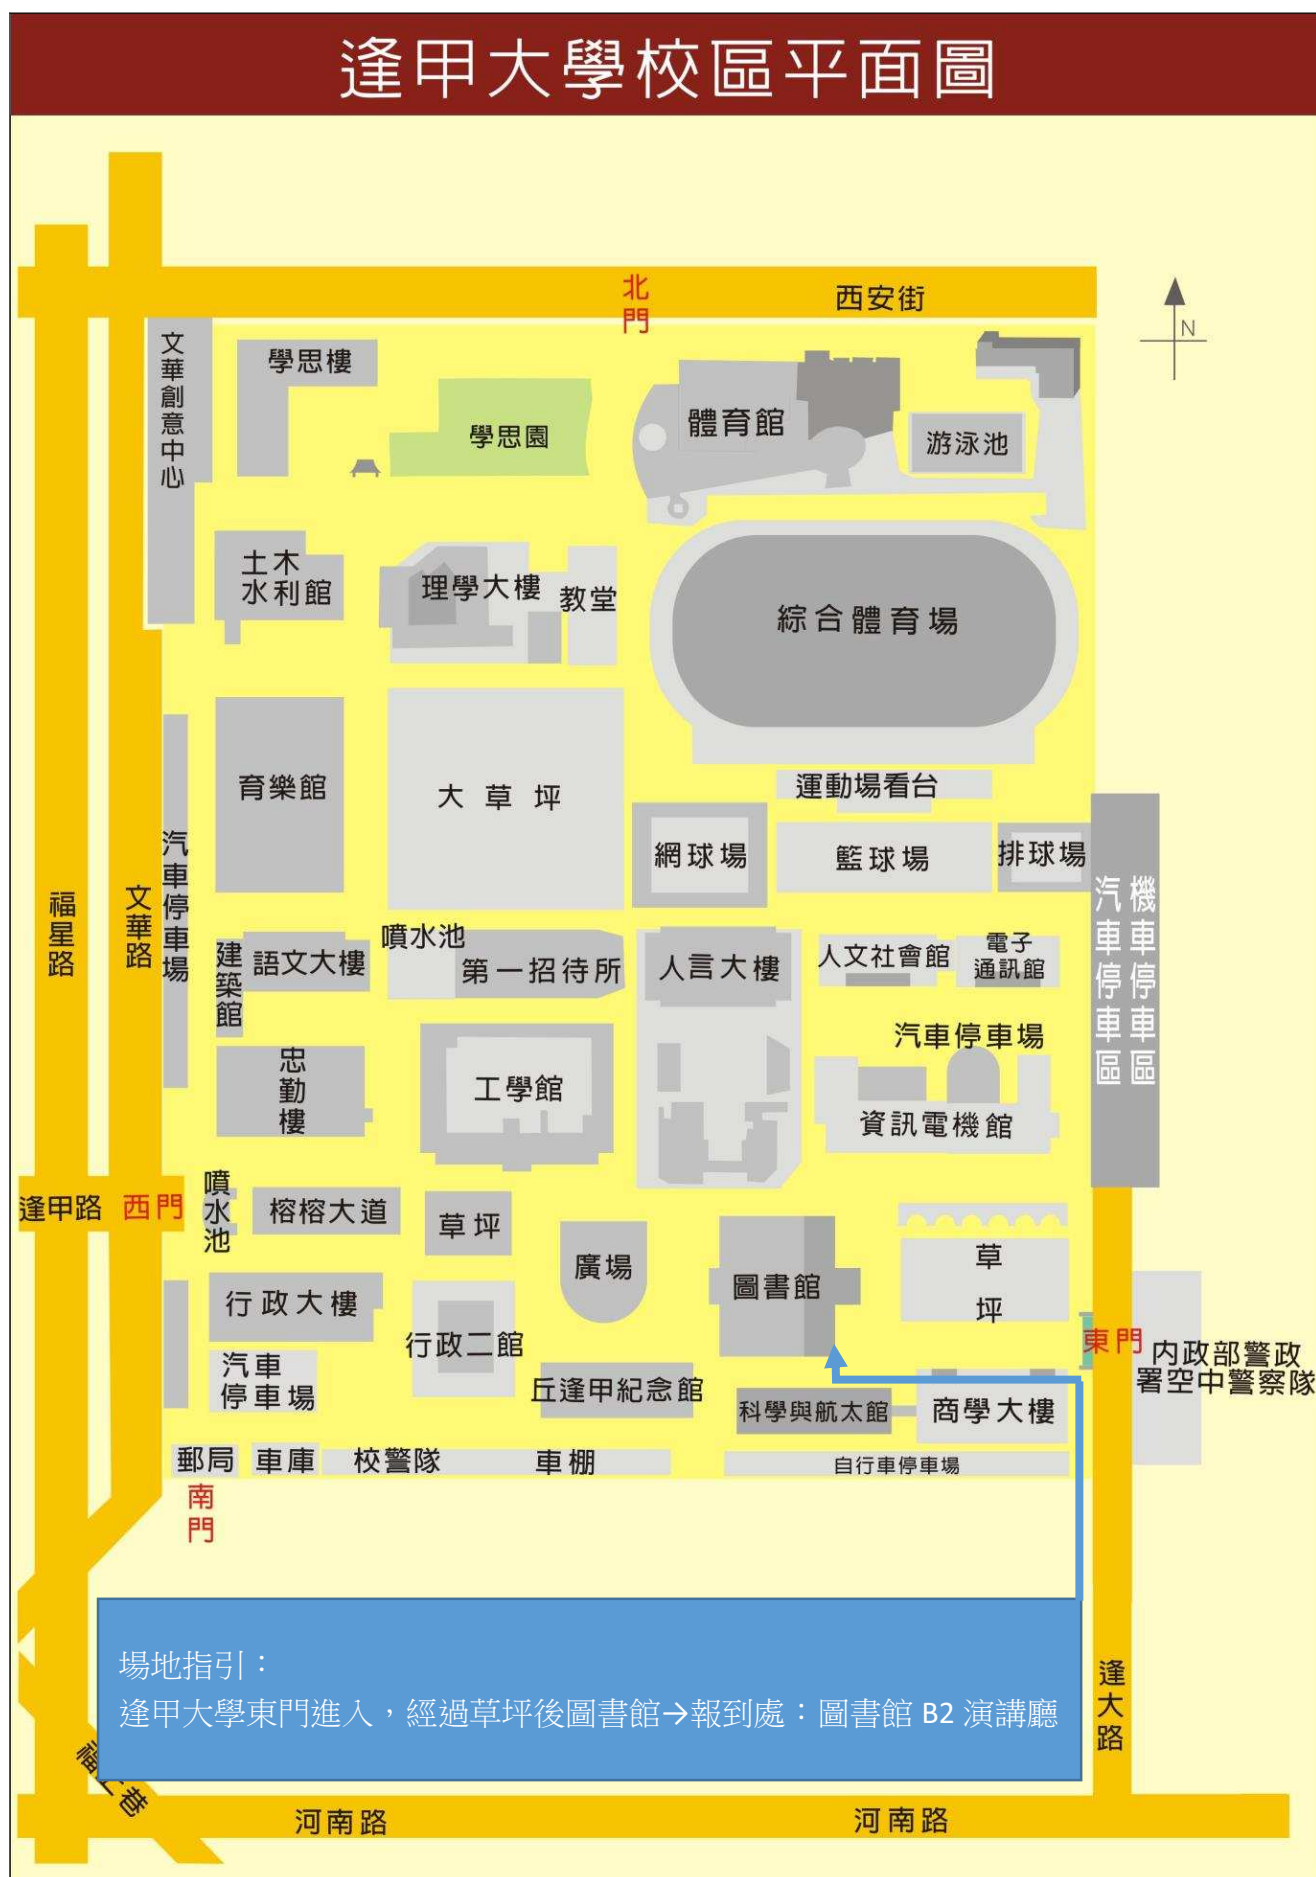 逢甲大學校區平面圖
北門
西安街
N
文華創意中心
學思樓
學思園
體育館
游泳池
土木
水利館
理學大樓
教堂
綜合體育場
育樂館
大草坪
運動場看台
網球場
籃球場
排球場
汽車停車場
福星路
文華路
汽車停車區
機車停車區
建築館
語文大樓
噴水池
第一招待所
人言大樓
人文社會館
電子
通訊館
汽車停車場
忠勤樓
工學館
資訊電機館
逢甲路
西門
噴水池
榕榕大道
草坪
廣場
圖書館
草坪
行政大樓
行政二館
東門
內政部警政
署空中警察隊
汽車
停車場
丘逢甲紀念館
科學與航太館
商學大樓
郵局
車庫
校警隊
車棚
自行車停車場
南門
場地指引：
逢甲大學東門進入，經過草坪後圖書館→報到處：圖書館 B2 演講廳
逢大路
河南路
河南路